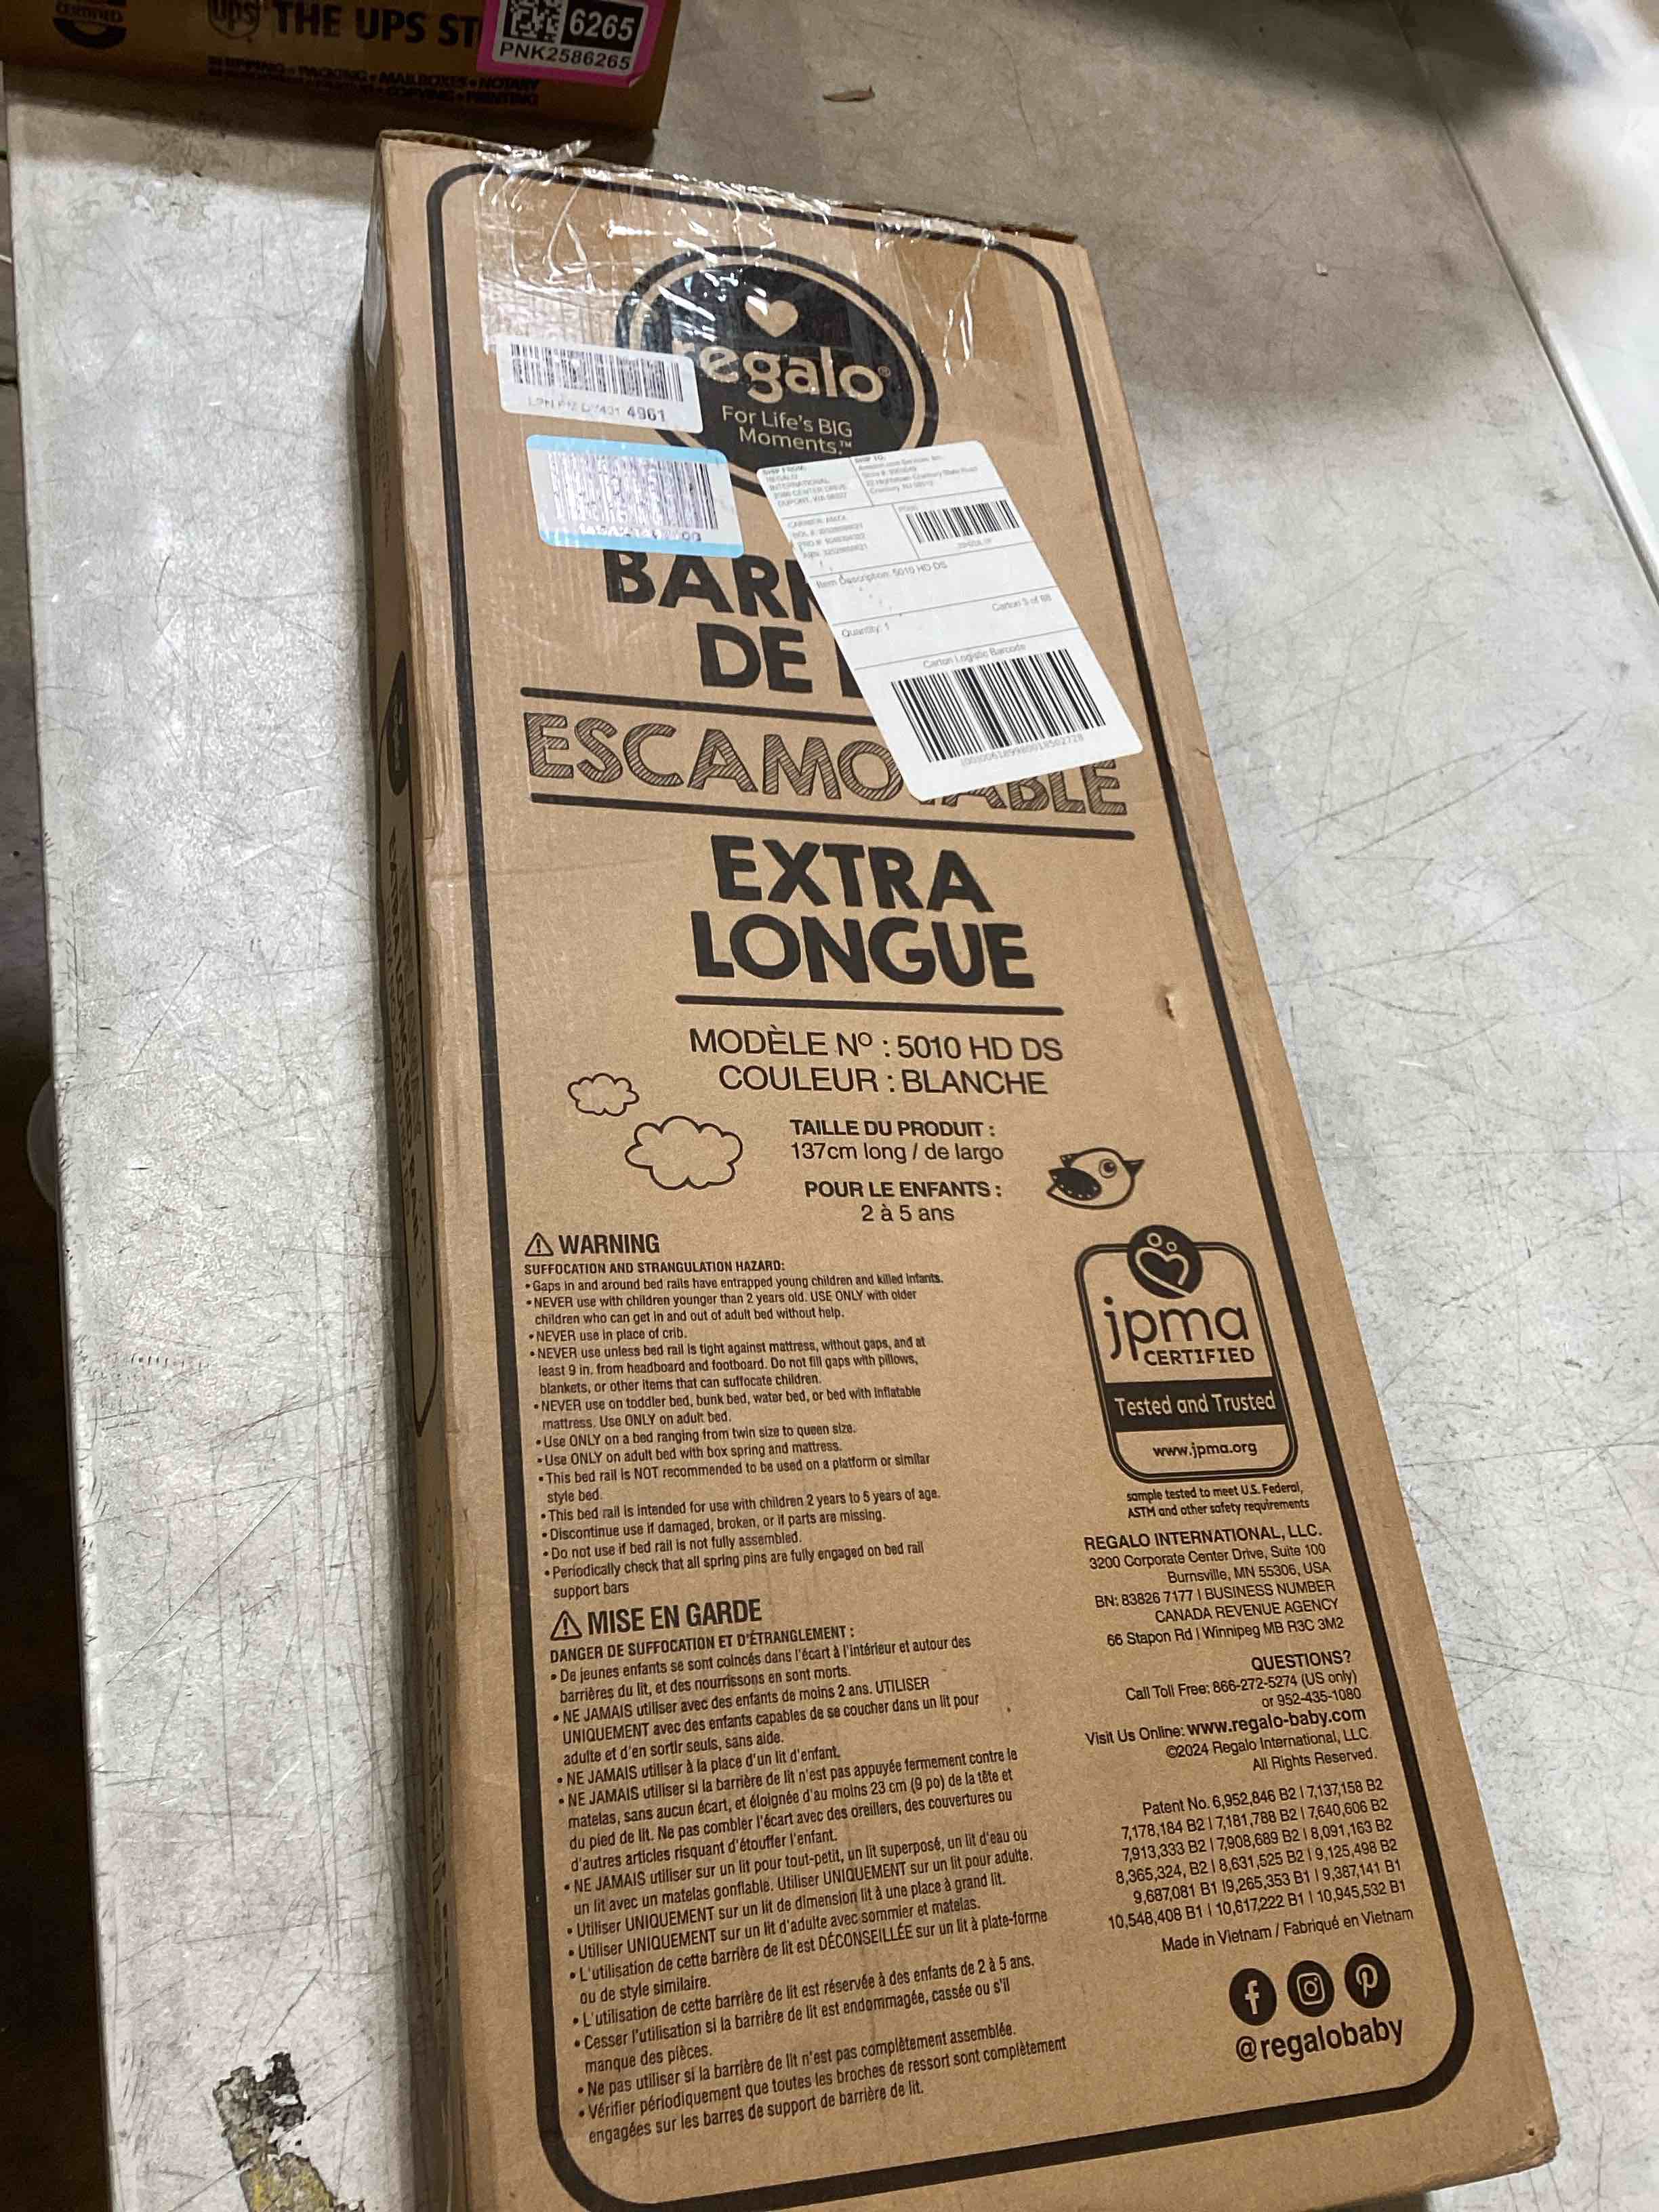 CERTIFIED
UPS THE UPS ST
6265
PNK2586265
regalo®
For Life's BIG
Moments.™
4961
SHIP FROM:
REGALO
INTERNATIONAL
CENTER DRIVE
DUPONT, WA
SHIP TO:
Item Description: 5010 HD DS
Quantity: 1
Carton 3 of 88
Carton Logistic Barcode
BAR
DE
ESCAMO ABLE
EXTRA
LONGUE
MODÈLE Nº : 5010 HD DS
COULEUR : BLANCHE
TAILLE DU PRODUIT :
137cm long / de largo
POUR LE ENFANTS :
2 à 5 ans
⚠ WARNING
SUFFOCATION AND STRANGULATION HAZARD:
• Gaps in and around bed rails have entrapped young children and killed infants.
• NEVER use with children younger than 2 years old. USE ONLY with older
children who can get in and out of adult bed without help.
• NEVER use in place of crib.
• NEVER use unless bed rail is tight against mattress, without gaps, and at
least 9 in. from headboard and footboard. Do not fill gaps with pillows,
blankets, or other items that can suffocate children.
• NEVER use on toddler bed, bunk bed, water bed, or bed with inflatable
mattress. Use ONLY on adult bed.
• Use ONLY on a bed ranging from twin size to queen size.
• Use ONLY on adult bed with box spring and mattress.
• This bed rail is NOT recommended to be used on a platform or similar
style bed.
• This bed rail is intended for use with children 2 years to 5 years of age.
• Discontinue use if damaged, broken, or if parts are missing.
• Do not use if bed rail is not fully assembled.
• Periodically check that all spring pins are fully engaged on bed rail
support bars
⚠ MISE EN GARDE
DANGER DE SUFFOCATION ET D'ÉTRANGLEMENT :
• De jeunes enfants se sont coincés dans l'écart à l'intérieur et autour des
barrières du lit, et des nourrissons en sont morts.
• NE JAMAIS utiliser avec des enfants de moins 2 ans. UTILISER
UNIQUEMENT avec des enfants capables de se coucher dans un lit pour
adulte et d'en sortir seuls, sans aide.
• NE JAMAIS utiliser à la place d'un lit d'enfant.
• NE JAMAIS utiliser si la barrière de lit n'est pas appuyée fermement contre le
matelas, sans aucun écart, et éloignée d'au moins 23 cm (9 po) de la tête et
du pied de lit. Ne pas combler l'écart avec des oreillers, des couvertures ou
d'autres articles risquant d'étouffer l'enfant.
• NE JAMAIS utiliser sur un lit pour tout-petit, un lit superposé, un lit d'eau ou
un lit avec un matelas gonflable. Utiliser UNIQUEMENT sur un lit pour adulte.
• Utiliser UNIQUEMENT sur un lit de dimension lit à une place à grand lit.
• Utiliser UNIQUEMENT sur un lit d'adulte avec sommier et matelas.
• L'utilisation de cette barrière de lit est DÉCONSEILLÉE sur un lit à plate-forme
ou de style similaire.
• L'utilisation de cette barrière de lit est réservée à des enfants de 2 à 5 ans.
• Cesser l'utilisation si la barrière de lit est endommagée, cassée ou s'il
manque des pièces.
• Ne pas utiliser si la barrière de lit n'est pas complètement assemblée.
• Vérifier périodiquement que toutes les broches de ressort sont complètement
engagées sur les barres de support de barrière de lit.
jpma
CERTIFIED
Tested and Trusted
www.jpma.org
sample tested to meet U.S. Federal,
ASTM and other safety requirements
REGALO INTERNATIONAL, LLC.
3200 Corporate Center Drive, Suite 100
Burnsville, MN 55306, USA
BN: 83826 7177 | BUSINESS NUMBER
CANADA REVENUE AGENCY
66 Stapon Rd | Winnipeg MB R3C 3M2
QUESTIONS?
Call Toll Free: 866-272-5274 (US only)
or 952-435-1080
Visit Us Online: www.regalo-baby.com
©2024 Regalo International, LLC.
All Rights Reserved.
Patent No. 6,952,846 B2 | 7,137,158 B2
7,178,184 B2 | 7,181,788 B2 | 7,640,606 B2
7,913,333 B2 | 7,908,689 B2 | 8,091,163 B2
8,365,324, B2 | 8,631,525 B2 | 9,125,498 B2
9,687,081 B1 |9,265,353 B1 | 9,387,141 B1
10,548,408 B1 | 10,617,222 B1 | 10,945,532 B1
Made in Vietnam / Fabriqué en Vietnam
@regalobaby